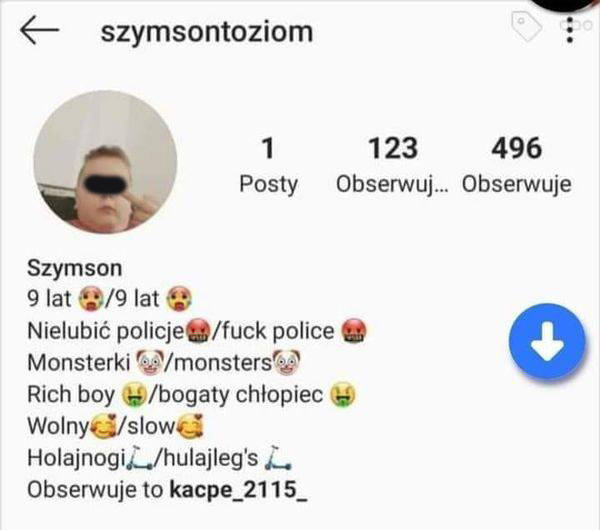 szymsontoziom
1 123 496
Posty Obserwuj... Obserwuje
Szymson
9 lat 🥵/9 lat 🥵
Nielubić policje🤬/fuck police 🤬
Monsterki 🤡/monsters🤡
Rich boy 🤑/bogaty chłopiec 🤑
Wolny🥰/slow🥰
Holajnogi🛴/hulajleg's 🛴
Obserwuje to kacpe_2115_